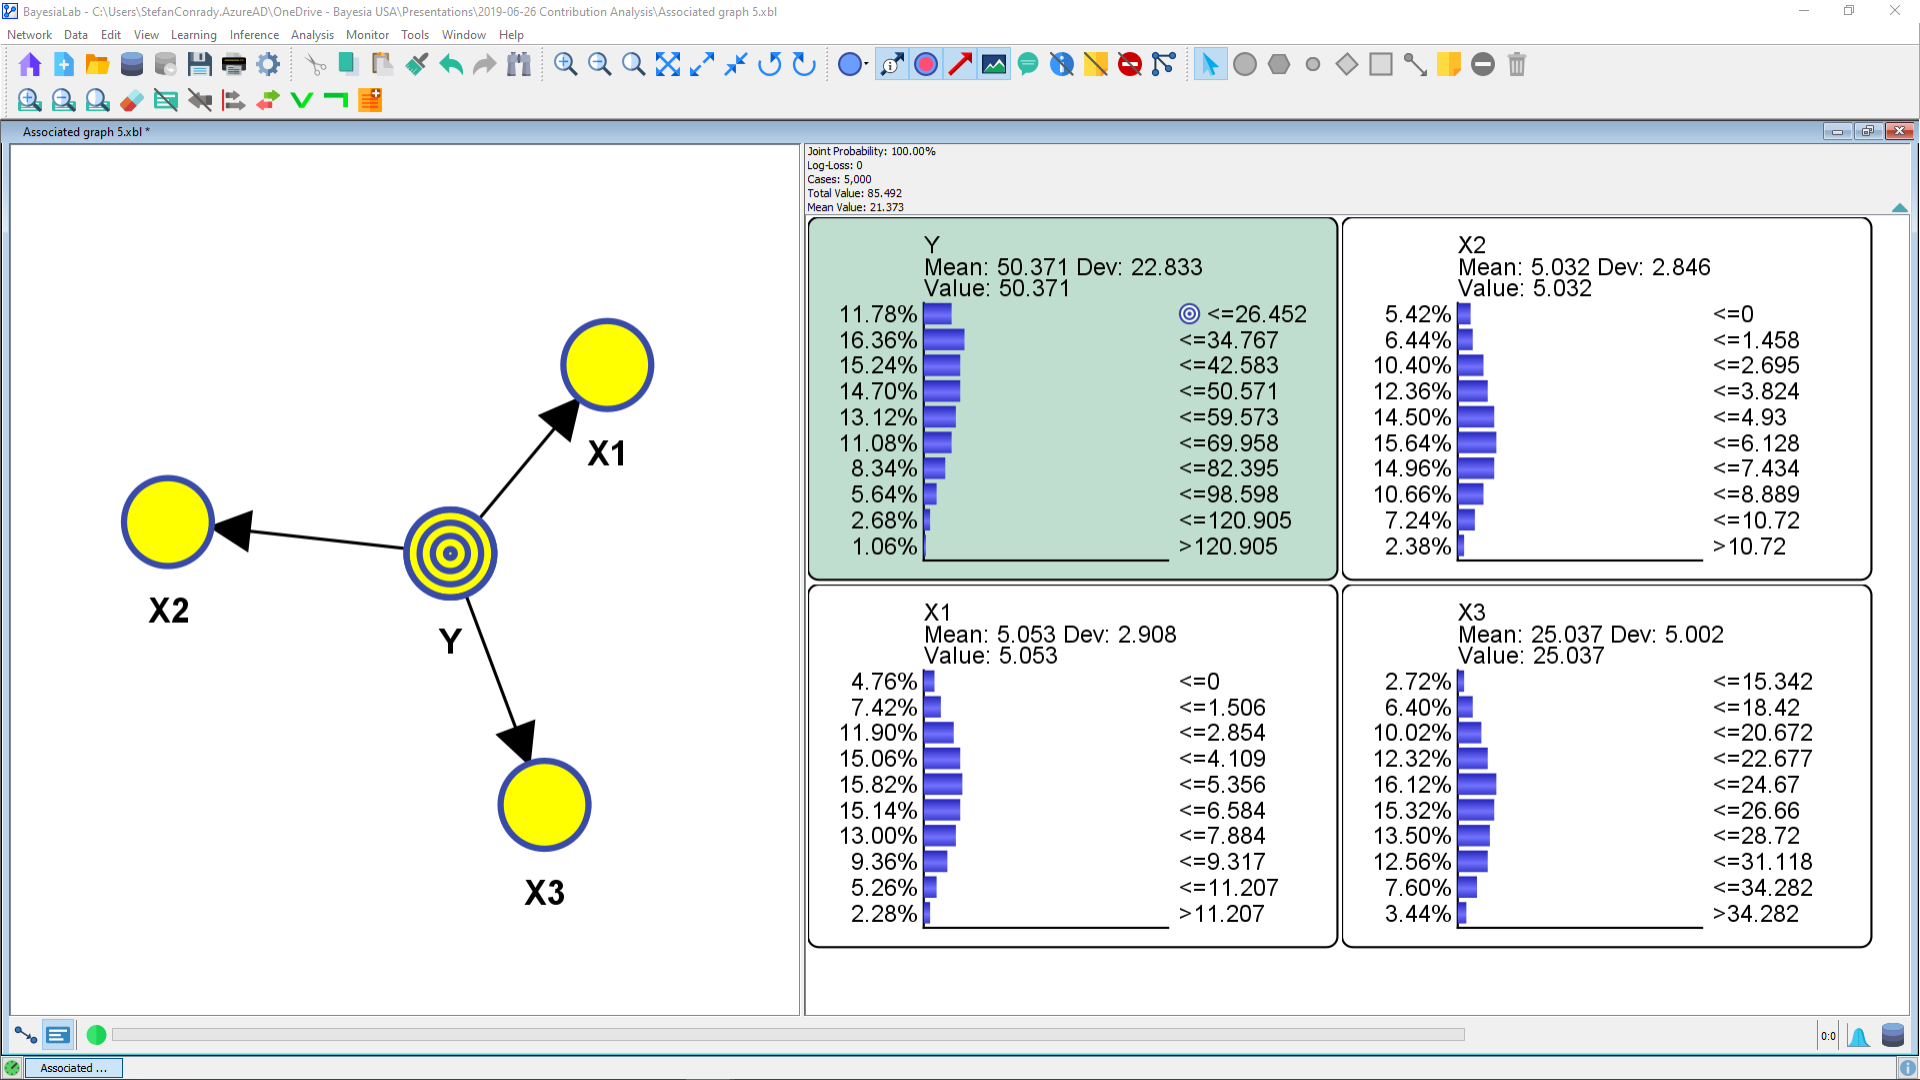 BayesiaLab - C:\Users\StefanConrady.AzureAD\OneDrive - Bayesia USA\Presentations\2019-06-26 Contribution Analysis\Associated graph 5.xbl
Network Data Edit View Learning Inference Analysis Monitor Tools Window Help
Associated graph 5.xbl *
X1
X2
Y
X3
Joint Probability: 100.00%
Log-Loss: 0
Cases: 5,000
Total Value: 85.492
Mean Value: 21.373
Y
Mean: 50.371 Dev: 22.833
Value: 50.371
11.78% <=26.452
16.36% <=34.767
15.24% <=42.583
14.70% <=50.571
13.12% <=59.573
11.08% <=69.958
8.34% <=82.395
5.64% <=98.598
2.68% <=120.905
1.06% >120.905
X2
Mean: 5.032 Dev: 2.846
Value: 5.032
5.42% <=0
6.44% <=1.458
10.40% <=2.695
12.36% <=3.824
14.50% <=4.93
15.64% <=6.128
14.96% <=7.434
10.66% <=8.889
7.24% <=10.72
2.38% >10.72
X1
Mean: 5.053 Dev: 2.908
Value: 5.053
4.76% <=0
7.42% <=1.506
11.90% <=2.854
15.06% <=4.109
15.82% <=5.356
15.14% <=6.584
13.00% <=7.884
9.36% <=9.317
5.26% <=11.207
2.28% >11.207
X3
Mean: 25.037 Dev: 5.002
Value: 25.037
2.72% <=15.342
6.40% <=18.42
10.02% <=20.672
12.32% <=22.677
16.12% <=24.67
15.32% <=26.66
13.50% <=28.72
12.56% <=31.118
7.60% <=34.282
3.44% >34.282
0:0
Associated ...